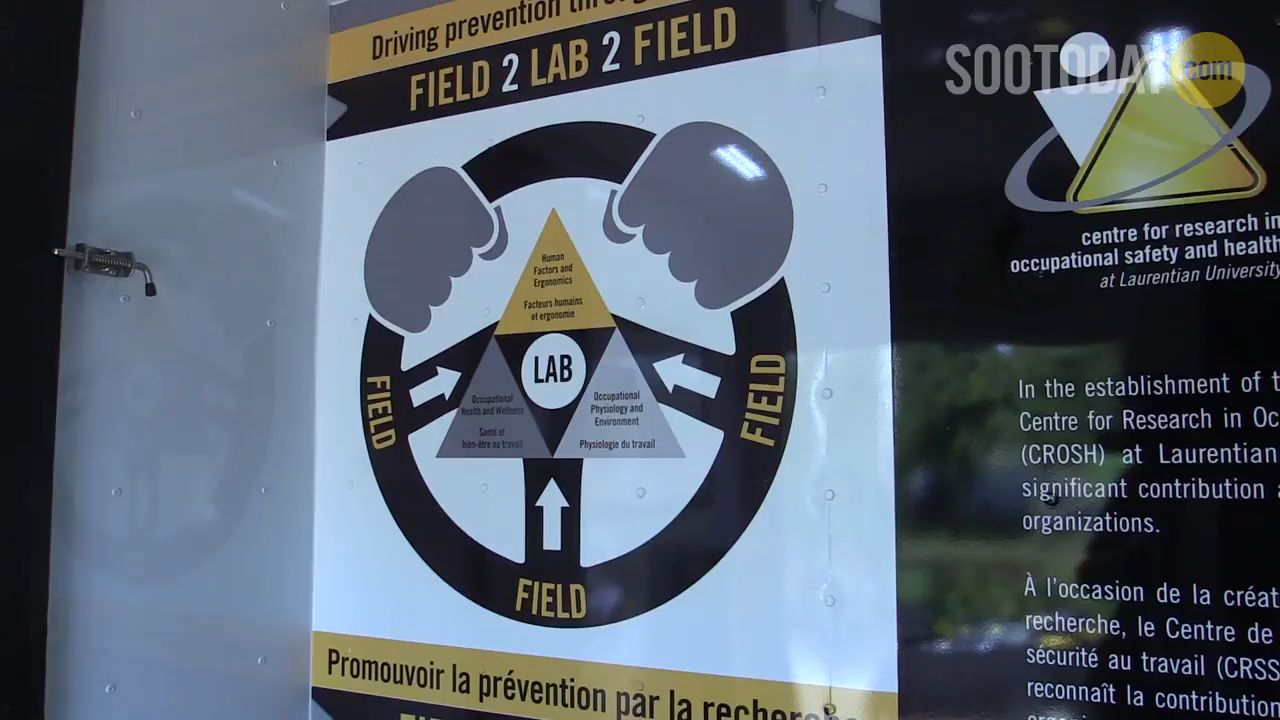 Driving prevention throug
FIELD 2 LAB 2 FIELD
SOOTODAY.com
Human
Factors and
Ergonomics
Facteurs humains
et ergonomie
LAB
Occupational
Health and Wellness
Santé et
bien-être au travail
Occupational
Physiology and
Environment
Physiologie du travail
FIELD
FIELD
FIELD
Promouvoir la prévention par la recherche
centre for research in
occupational safety and health
at Laurentian University
In the establishment of t
Centre for Research in Oc
(CROSH) at Laurentian
significant contribution a
organizations.
À l'occasion de la créat
recherche, le Centre de
sécurité au travail (CRSS
reconnaît la contribution